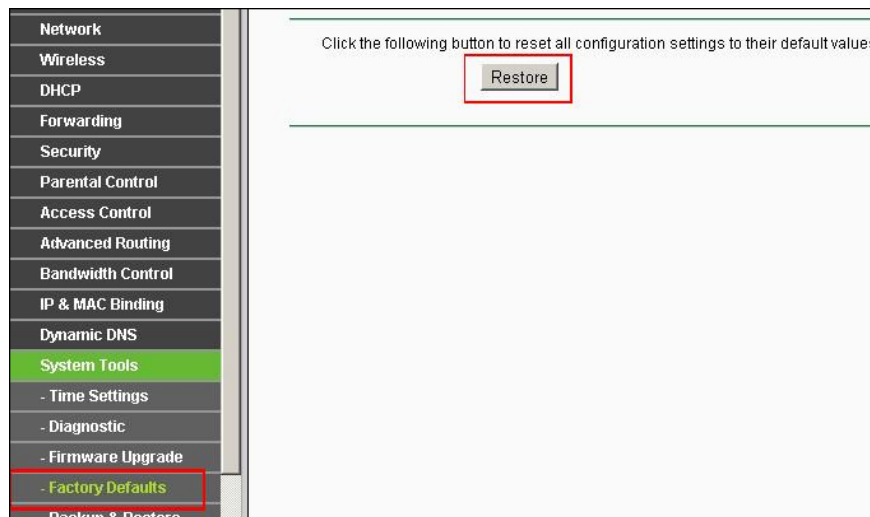 Network
Wireless
DHCP
Forwarding
Security
Parental Control
Access Control
Advanced Routing
Bandwidth Control
IP & MAC Binding
Dynamic DNS
System Tools
- Time Settings
- Diagnostic
- Firmware Upgrade
- Factory Defaults
- Backup & Restore
Click the following button to reset all configuration settings to their default values
Restore